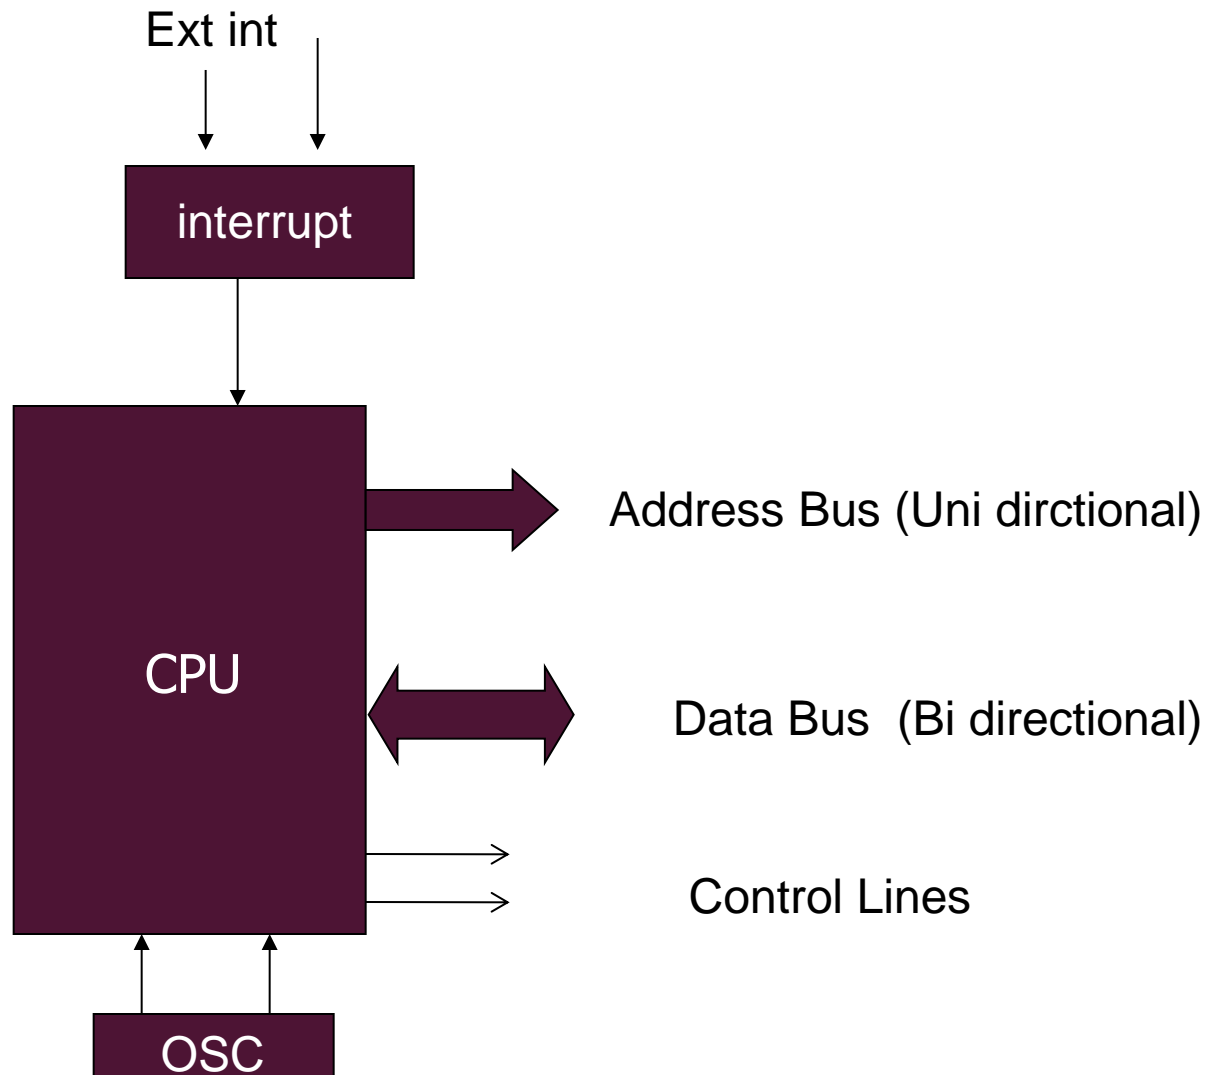 Ext int
interrupt
Address Bus (Uni dirctional)
CPU
Data Bus  (Bi directional)
Control Lines
OSC